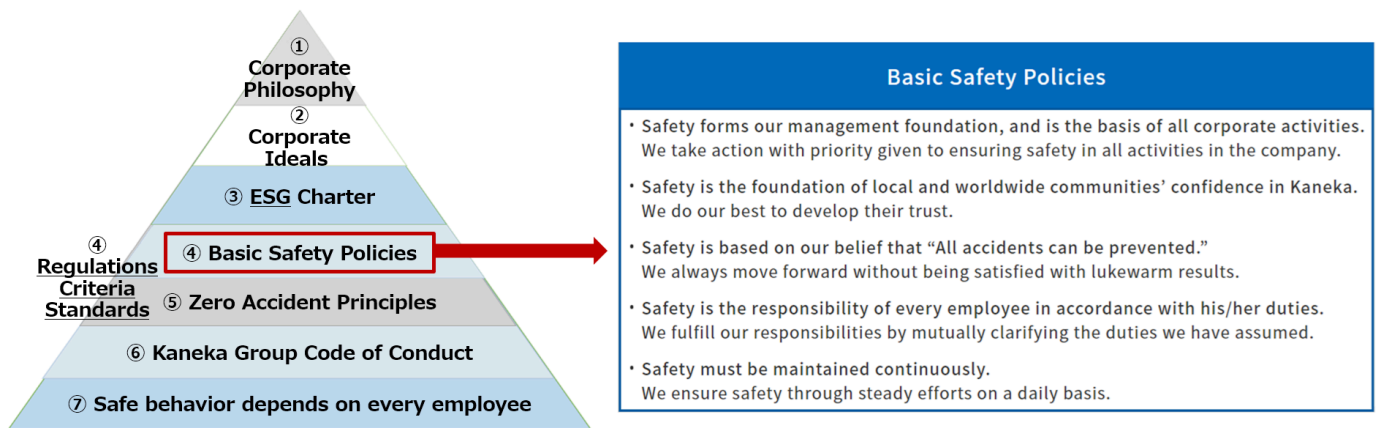 ①
Corporate
Philosophy
②
Corporate
Ideals
③ ESG Charter
④
Regulations
Criteria
Standards
④ Basic Safety Policies
⑤ Zero Accident Principles
⑥ Kaneka Group Code of Conduct
⑦ Safe behavior depends on every employee
Basic Safety Policies
・Safety forms our management foundation, and is the basis of all corporate activities.
We take action with priority given to ensuring safety in all activities in the company.
・Safety is the foundation of local and worldwide communities’ confidence in Kaneka.
We do our best to develop their trust.
・Safety is based on our belief that “All accidents can be prevented.”
We always move forward without being satisfied with lukewarm results.
・Safety is the responsibility of every employee in accordance with his/her duties.
We fulfill our responsibilities by mutually clarifying the duties we have assumed.
・Safety must be maintained continuously.
We ensure safety through steady efforts on a daily basis.